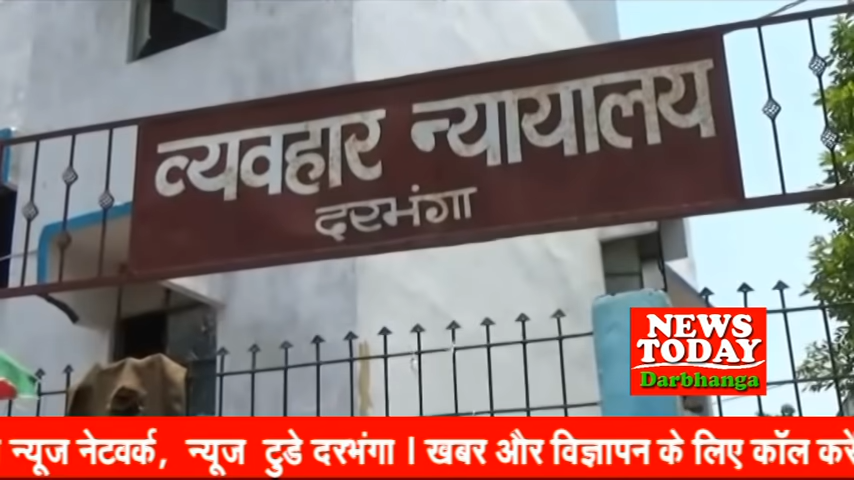 व्यवहार न्यायालय
दरभंगा
NEWS
TODAY
Darbhanga
न्यूज नेटवर्क, न्यूज टुडे दरभंगा । खबर और विज्ञापन के लिए कॉल करें